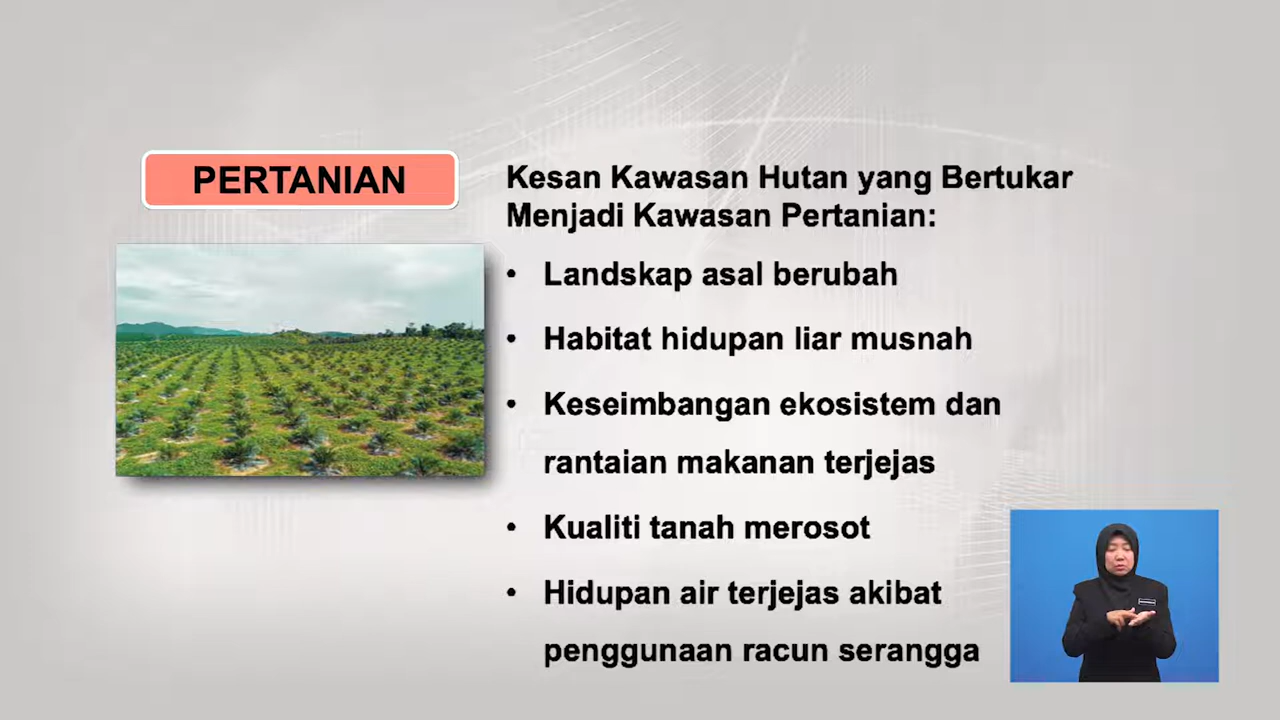 PERTANIAN
Kesan Kawasan Hutan yang Bertukar
Menjadi Kawasan Pertanian:
• Landskap asal berubah
• Habitat hidupan liar musnah
• Keseimbangan ekosistem dan
rantaian makanan terjejas
• Kualiti tanah merosot
• Hidupan air terjejas akibat
penggunaan racun serangga